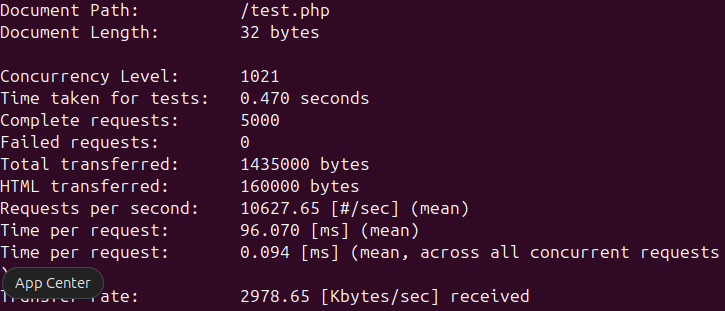 Document Path:          /test.php
Document Length:        32 bytes

Concurrency Level:      1021
Time taken for tests:   0.470 seconds
Complete requests:      5000
Failed requests:        0
Total transferred:      1435000 bytes
HTML transferred:       160000 bytes
Requests per second:    10627.65 [#/sec] (mean)
Time per request:       96.070 [ms] (mean)
Time per request:       0.094 [ms] (mean, across all concurrent requests
)
App Center
Transfer rate:          2978.65 [Kbytes/sec] received